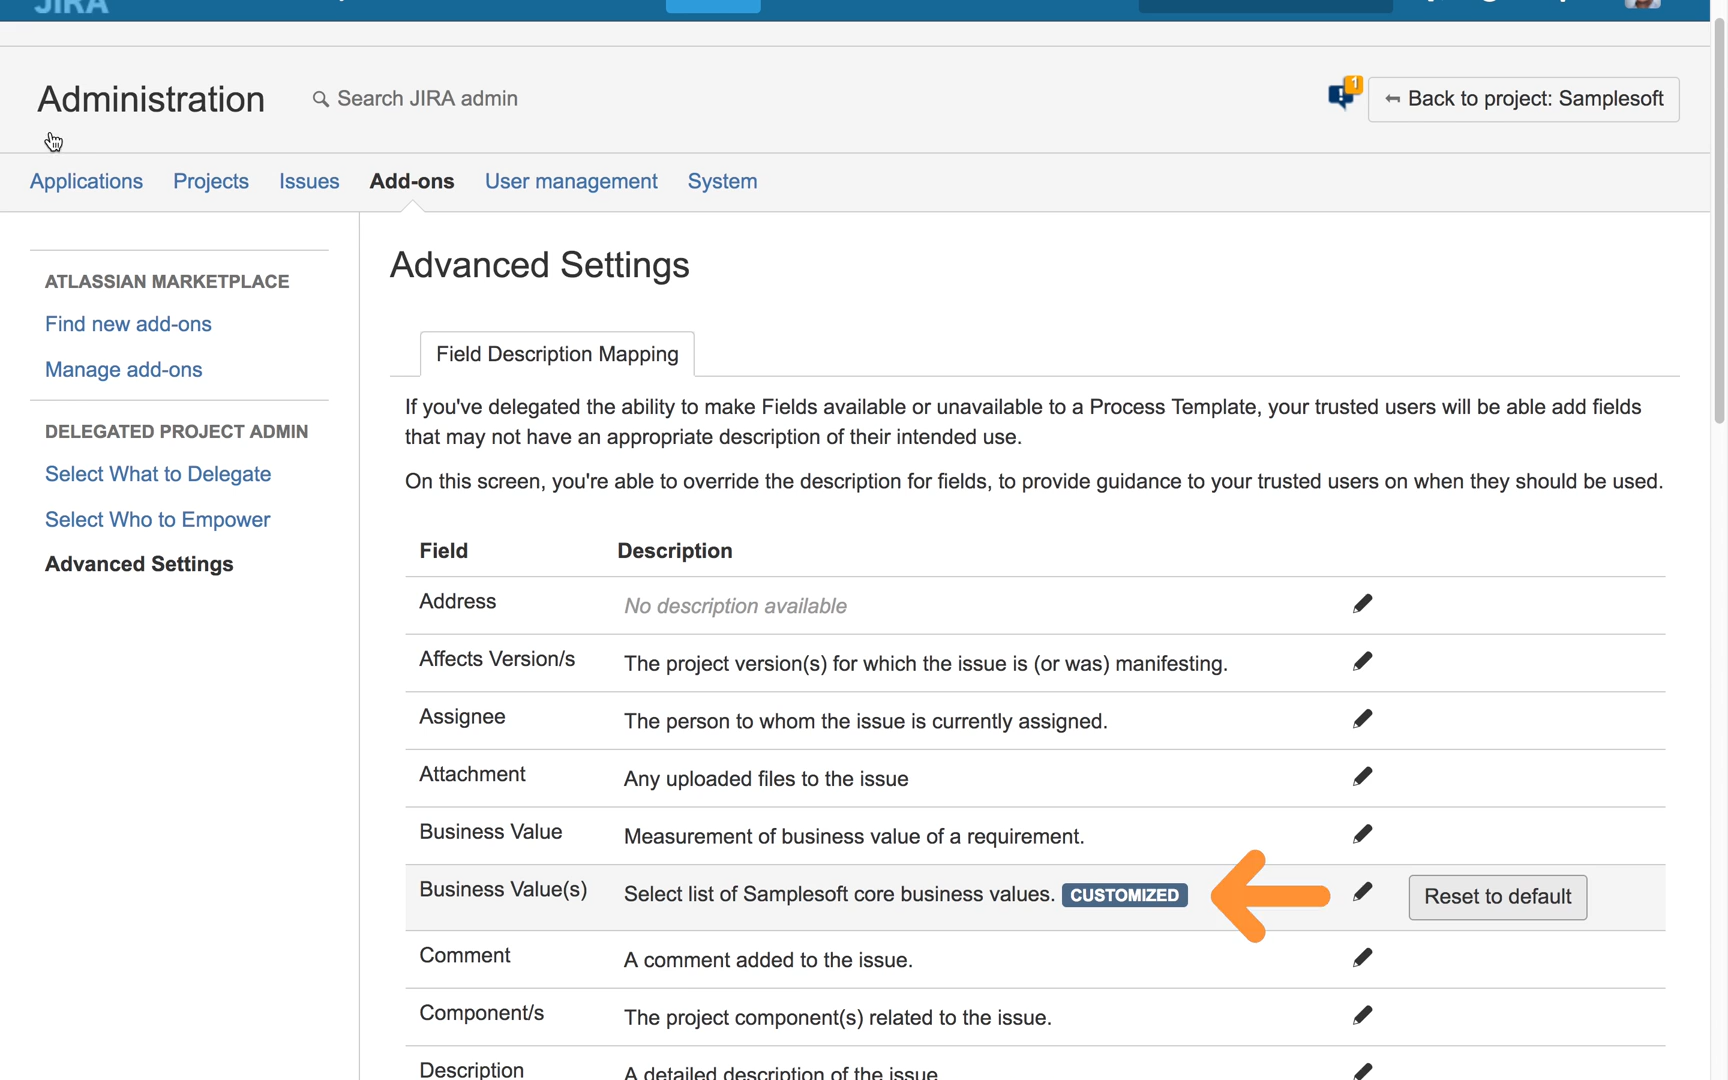 JIRA
Administration
Search JIRA admin
1
Back to project: Samplesoft
Applications
Projects
Issues
Add-ons
User management
System
ATLASSIAN MARKETPLACE
Find new add-ons
Manage add-ons
DELEGATED PROJECT ADMIN
Select What to Delegate
Select Who to Empower
Advanced Settings
Advanced Settings
Field Description Mapping
If you've delegated the ability to make Fields available or unavailable to a Process Template, your trusted users will be able add fields
that may not have an appropriate description of their intended use.
On this screen, you're able to override the description for fields, to provide guidance to your trusted users on when they should be used.
Field Description
Address No description available
Affects Version/s The project version(s) for which the issue is (or was) manifesting.
Assignee The person to whom the issue is currently assigned.
Attachment Any uploaded files to the issue
Business Value Measurement of business value of a requirement.
Business Value(s) Select list of Samplesoft core business values. CUSTOMIZED Reset to default
Comment A comment added to the issue.
Component/s The project component(s) related to the issue.
Description A detailed description of the issue